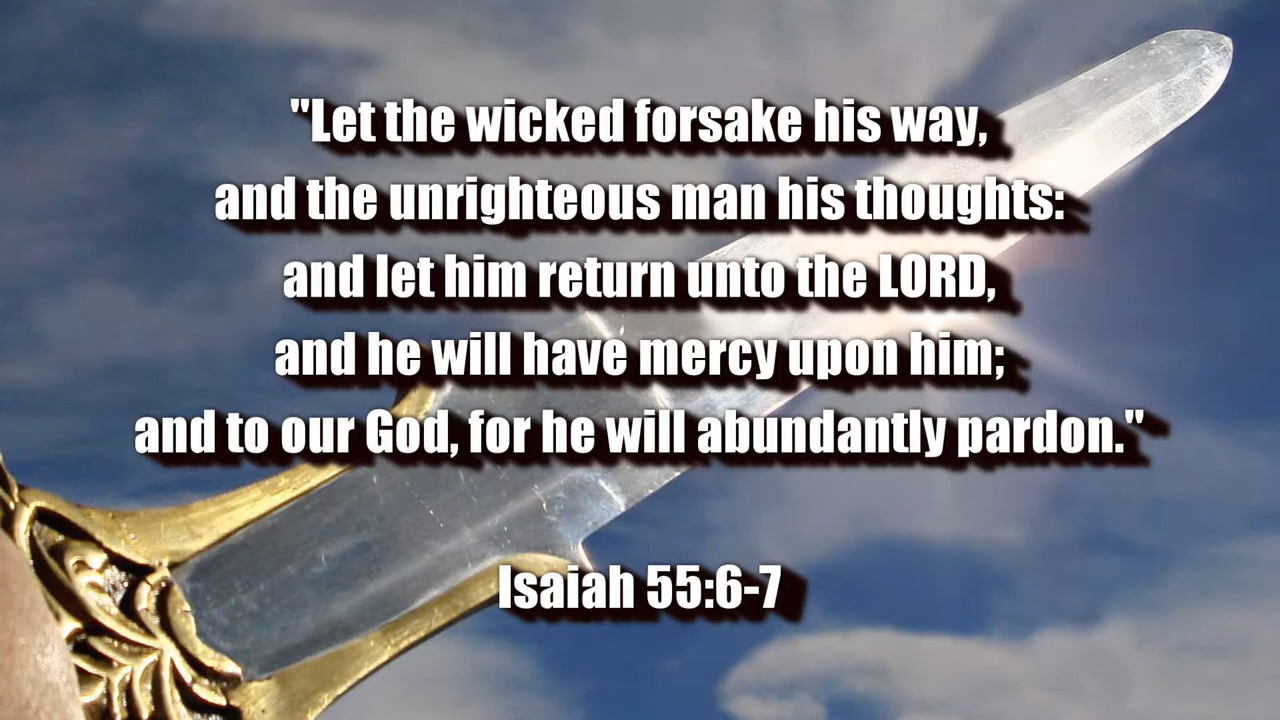 "Let the wicked forsake his way,
and the unrighteous man his thoughts:
and let him return unto the LORD,
and he will have mercy upon him;
and to our God, for he will abundantly pardon."
Isaiah 55:6-7